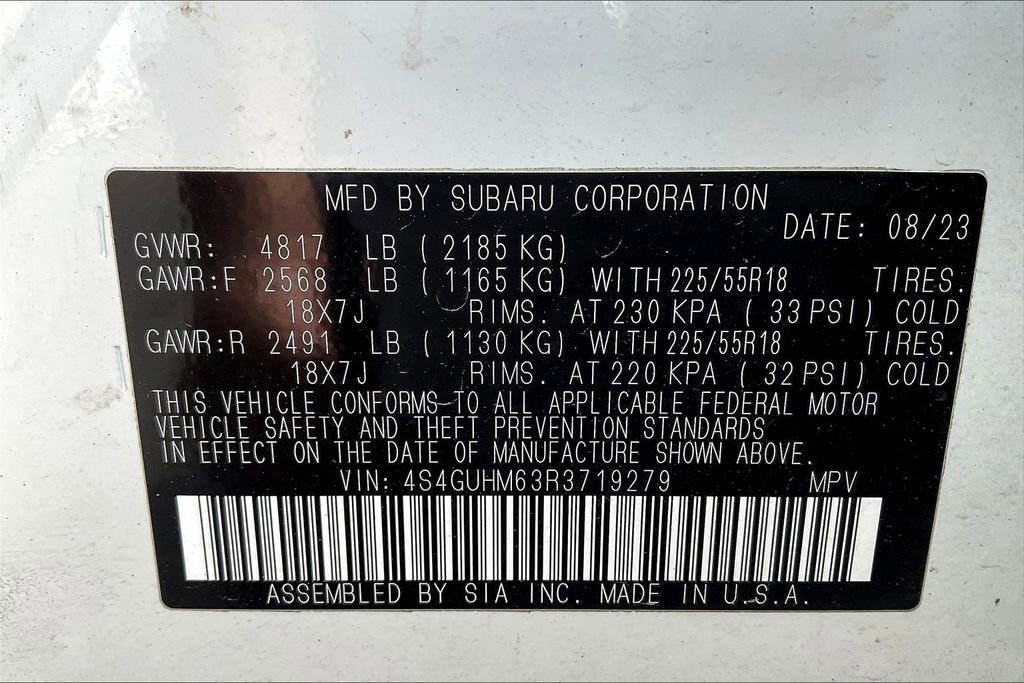 MFD BY SUBARU CORPORATION
DATE: 08/23
GVWR: 4817 LB (2185 KG)
GAWR:F 2568 LB (1165 KG) WITH 225/55R18 TIRES.
18X7J RIMS. AT 230 KPA ( 33 PSI) COLD
GAWR:R 2491 LB (1130 KG) WITH 225/55R18 TIRES.
18X7J RIMS. AT 220 KPA ( 32 PSI) COLD
THIS VEHICLE CONFORMS TO ALL APPLICABLE FEDERAL MOTOR
VEHICLE SAFETY AND THEFT PREVENTION STANDARDS
IN EFFECT ON THE DATE OF MANUFACTURE SHOWN ABOVE.
VIN: 4S4GUHM63R3719279 MPV
ASSEMBLED BY SIA INC. MADE IN U.S.A.